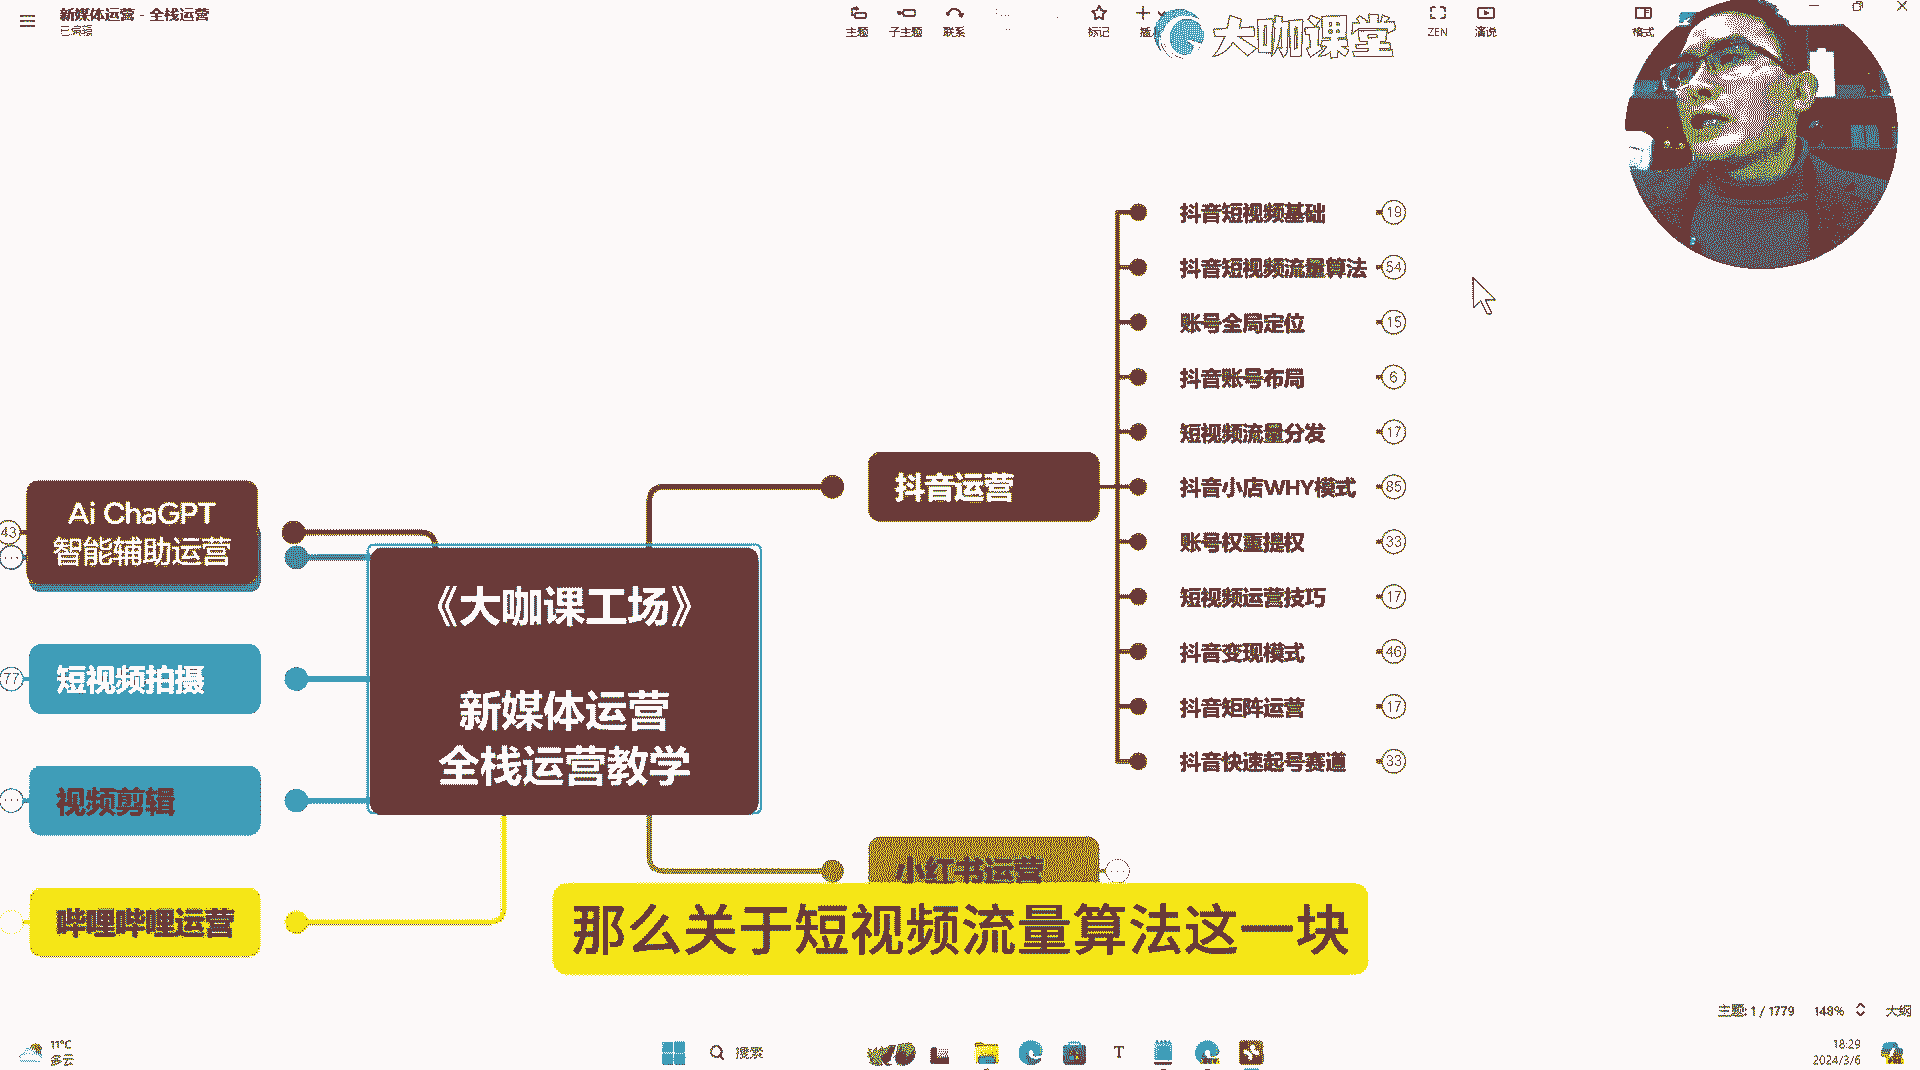 新媒体运营 - 全栈运营
已编辑
主题
子主题
联系
标记
ZEN
演说
格式
大咖课堂
抖音短视频基础 19
抖音短视频流量算法 54
账号全局定位 15
抖音账号布局 6
短视频流量分发 17
抖音运营
抖音小店WHY模式 85
账号权重提权 33
短视频运营技巧 17
抖音变现模式 46
抖音矩阵运营 17
抖音快速起号赛道 33
Ai ChaGPT
智能辅助运营
43
《大咖课工场》
新媒体运营
全栈运营教学
短视频拍摄
77
视频剪辑
哔哩哔哩运营
小红书运营
那么关于短视频流量算法这一块
主题: 1 / 1779
148%
大纲
11°C
多云
搜索
18:29
2024/3/6